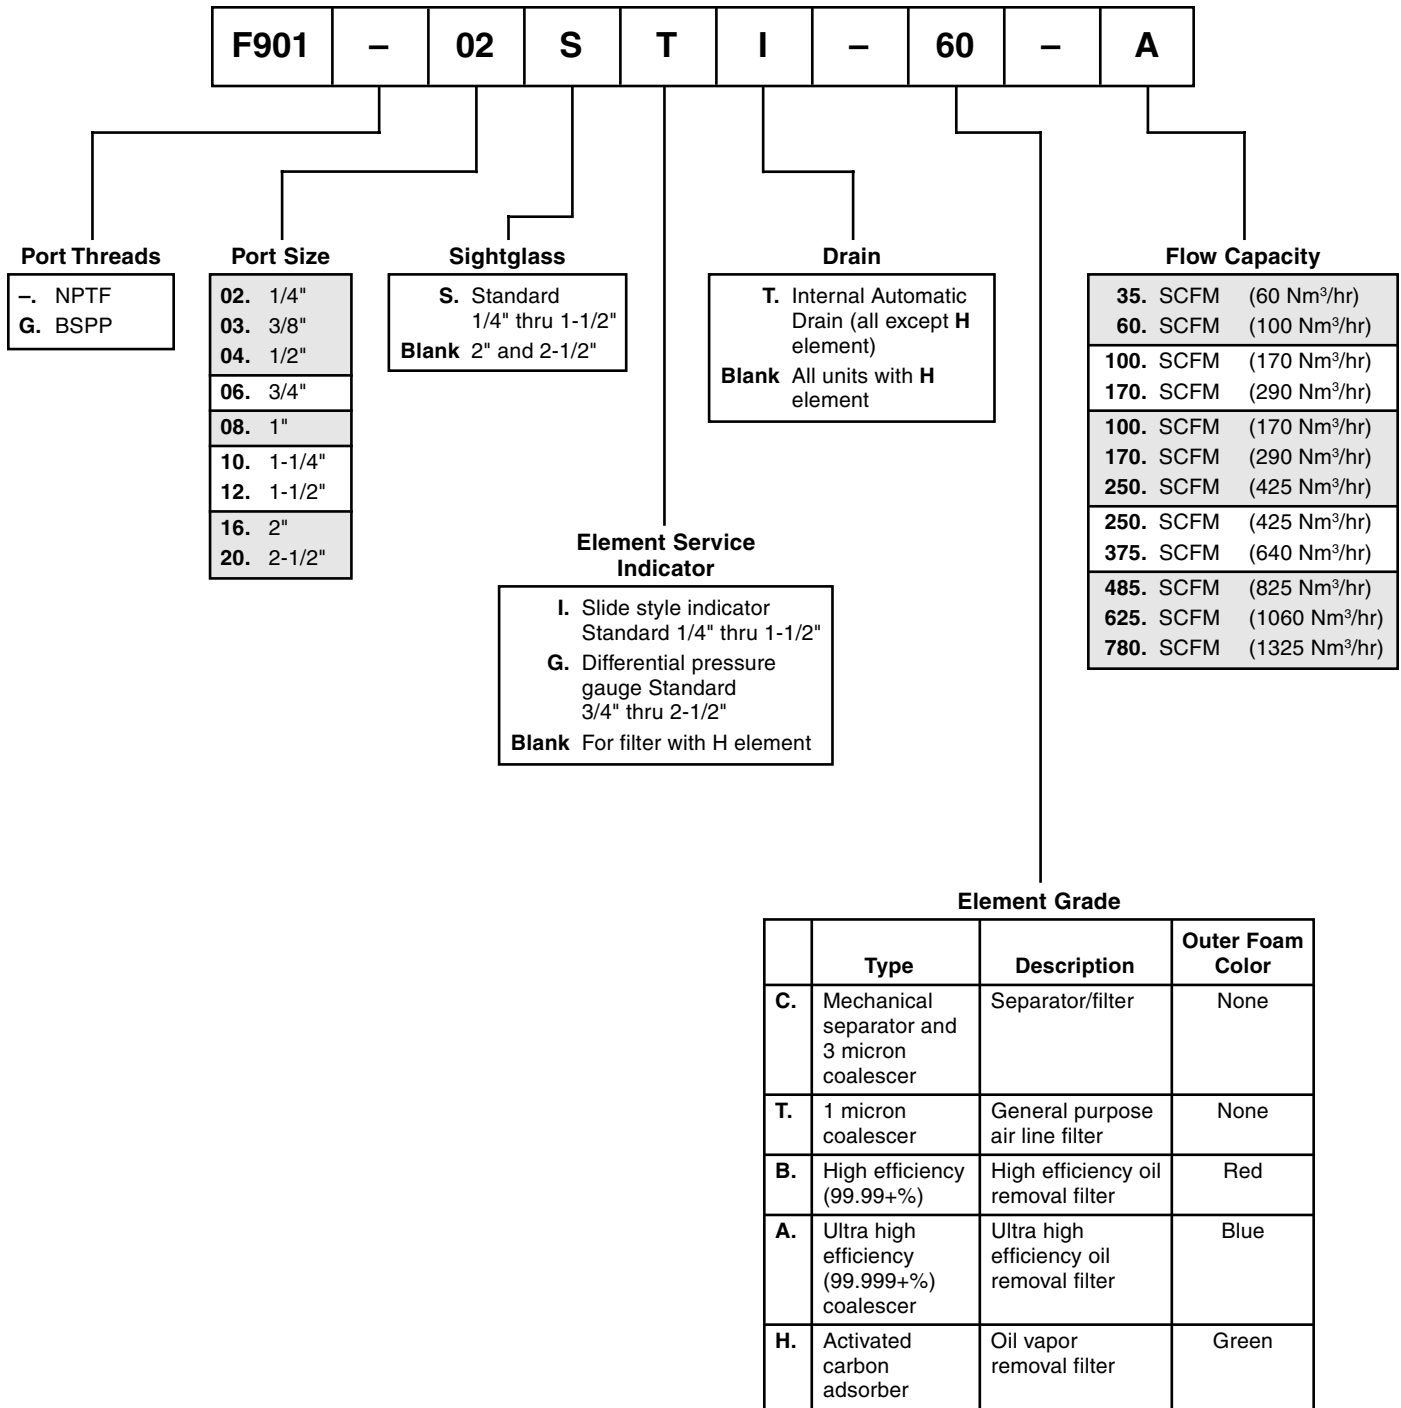 F901 – 02 S T I – 60 – A
Port Threads
–. NPTF
G. BSPP
Port Size
02. 1/4"
03. 3/8"
04. 1/2"
06. 3/4"
08. 1"
10. 1-1/4"
12. 1-1/2"
16. 2"
20. 2-1/2"
Sightglass
S. Standard
1/4" thru 1-1/2"
Blank 2" and 2-1/2"
Element Service
Indicator
I. Slide style indicator
Standard 1/4" thru 1-1/2"
G. Differential pressure
gauge Standard
3/4" thru 2-1/2"
Blank For filter with H element
Drain
T. Internal Automatic
Drain (all except H
element)
Blank All units with H
element
Flow Capacity
35. SCFM (60 Nm³/hr)
60. SCFM (100 Nm³/hr)
100. SCFM (170 Nm³/hr)
170. SCFM (290 Nm³/hr)
100. SCFM (170 Nm³/hr)
170. SCFM (290 Nm³/hr)
250. SCFM (425 Nm³/hr)
250. SCFM (425 Nm³/hr)
375. SCFM (640 Nm³/hr)
485. SCFM (825 Nm³/hr)
625. SCFM (1060 Nm³/hr)
780. SCFM (1325 Nm³/hr)
Element Grade
Type
Description
Outer Foam
Color
C.
Mechanical
separator and
3 micron
coalescer
Separator/filter
None
T.
1 micron
coalescer
General purpose
air line filter
None
B.
High efficiency
(99.99+%)
High efficiency oil
removal filter
Red
A.
Ultra high
efficiency
(99.999+%)
coalescer
Ultra high
efficiency oil
removal filter
Blue
H.
Activated
carbon
adsorber
Oil vapor
removal filter
Green